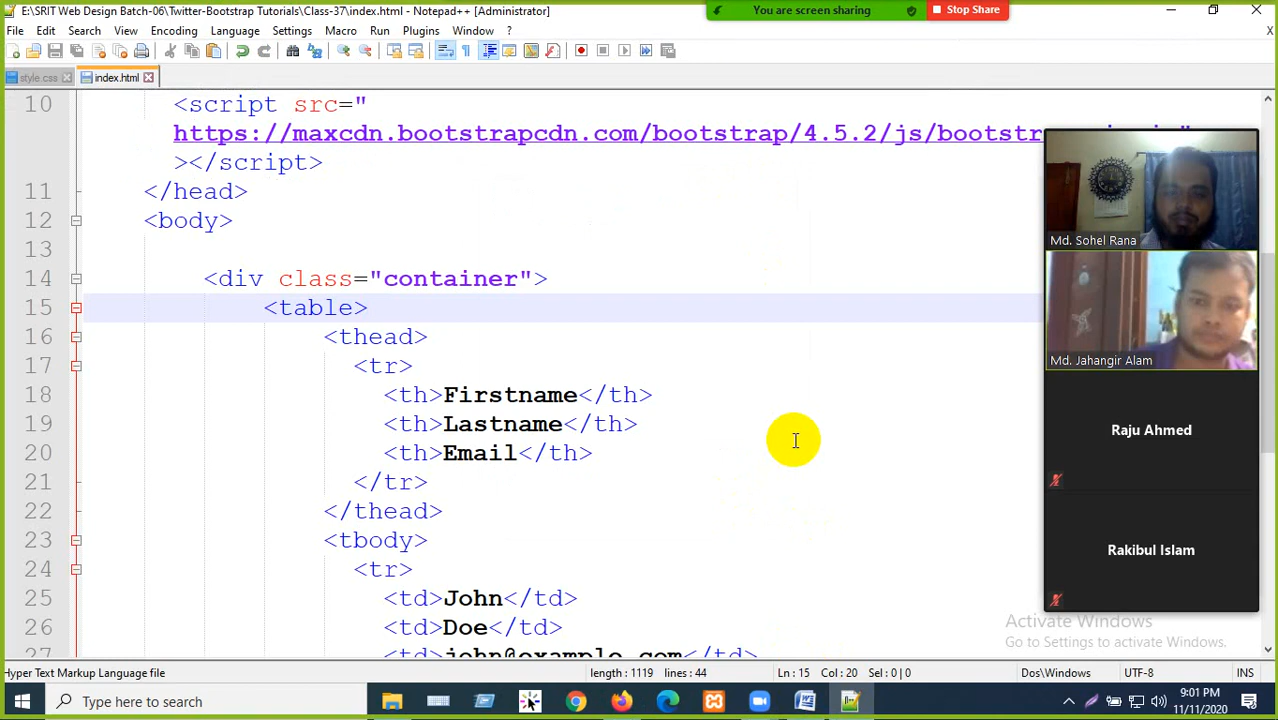 E:\SRIT Web Design Batch-06\Twitter-Bootstrap Tutorials\Class-37\index.html - Notepad++ [Administrator]
You are screen sharing
Stop Share
File Edit Search View Encoding Language Settings Macro Run Plugins Window ? X
style.css index.html
10 <script src="
https://maxcdn.bootstrapcdn.com/bootstrap/4.5.2/js/bootstr
></script>
11 </head>
12 <body>
13
14 <div class="container">
15 <table>
16 <thead>
17 <tr>
18 <th>Firstname</th>
19 <th>Lastname</th>
20 <th>Email</th>
21 </tr>
22 </thead>
23 <tbody>
24 <tr>
25 <td>John</td>
26 <td>Doe</td>
27 <td>john@example.com</td>
Md. Sohel Rana
Md. Jahangir Alam
Raju Ahmed
Rakibul Islam
Activate Windows
Go to Settings to activate Windows.
Hyper Text Markup Language file length : 1119 lines : 44 Ln : 15 Col : 20 Sel : 0 | 0 Dos\Windows UTF-8 INS
Type here to search
9:01 PM
11/11/2020